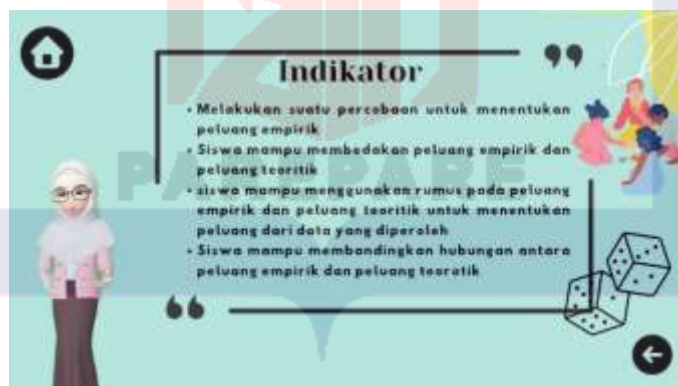 Indikator
• Melakukan suatu percobaan untuk menentukan
peluang empirik
• Siswa mampu membedakan peluang empirik dan
peluang teoritik
• siswa mampu menggunakan rumus pada peluang
empirik dan peluang teoritik untuk menentukan
peluang dari data yang diperoleh
• Siswa mampu membandingkan hubungan antara
peluang empirik dan peluang teoratik
PAREPARE